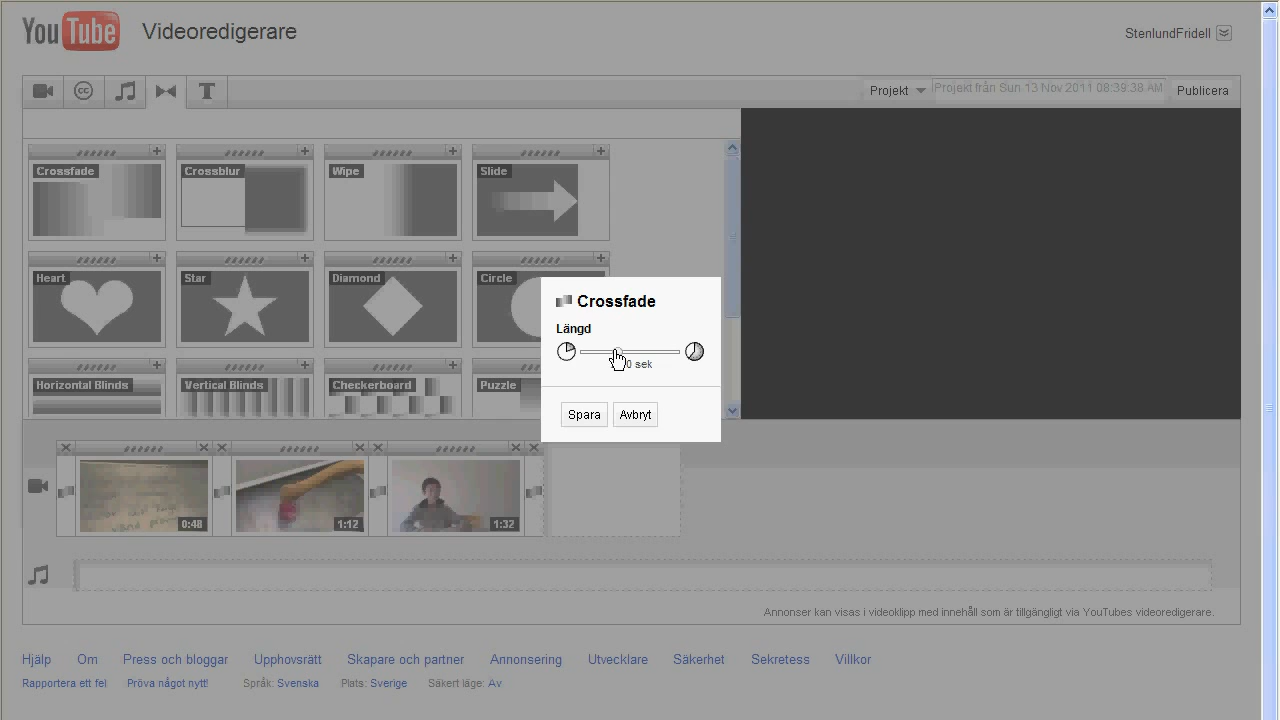 YouTube Videoredigerare
StenlundFridell
cc
T
Projekt
Projekt från Sun 13 Nov 2011 08:39:38 AM
Publicera
Crossfade
Crossblur
Wipe
Slide
Heart
Star
Diamond
Circle
Horizontal Blinds
Vertical Blinds
Checkerboard
Puzzle
Crossfade
Längd
0 sek
Spara
Avbryt
0:48
1:12
1:32
Annonser kan visas i videoklipp med innehåll som är tillgängligt via YouTubes videoredigerare.
Hjälp Om Press och bloggar Upphovsrätt Skapare och partner Annonsering Utvecklare Säkerhet Sekretess Villkor
Rapportera ett fel Pröva något nytt! Språk: Svenska Plats: Sverige Säkert läge: Av